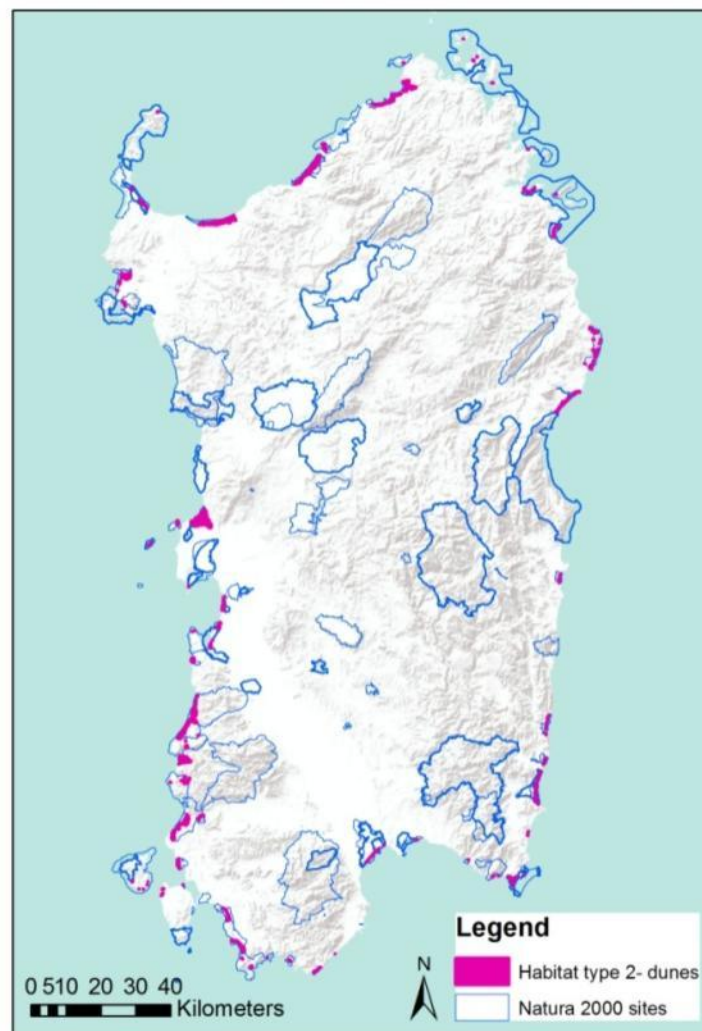 Legend
N
Habitat type 2- dunes
0 510 20 30 40
Kilometers
Natura 2000 sites